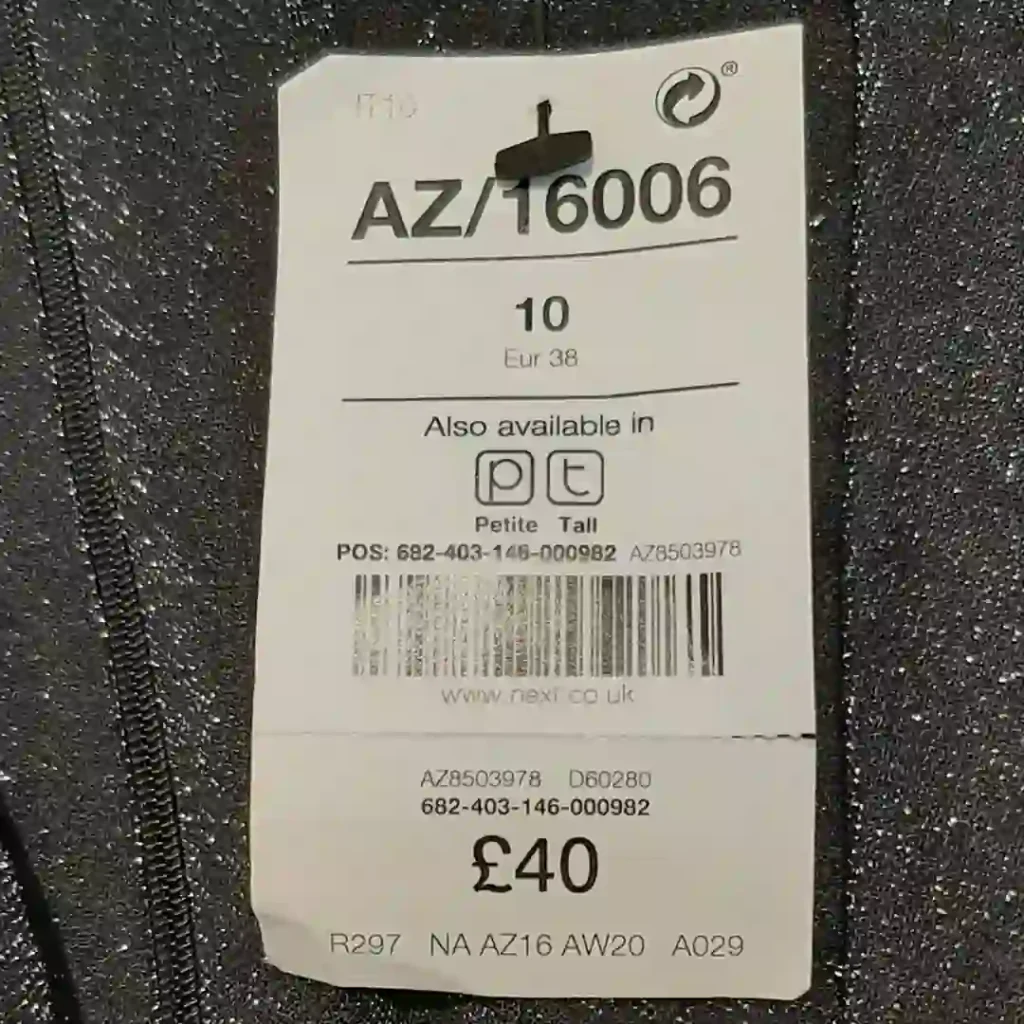 ®
AZ/16006
10
Eur 38
Also available in
p t
Petite Tall
POS: 682-403-146-000982 AZ8503978
www.next.co.uk
AZ8503978 D60280
682-403-146-000982
£40
R297 NA AZ16 AW20 A029